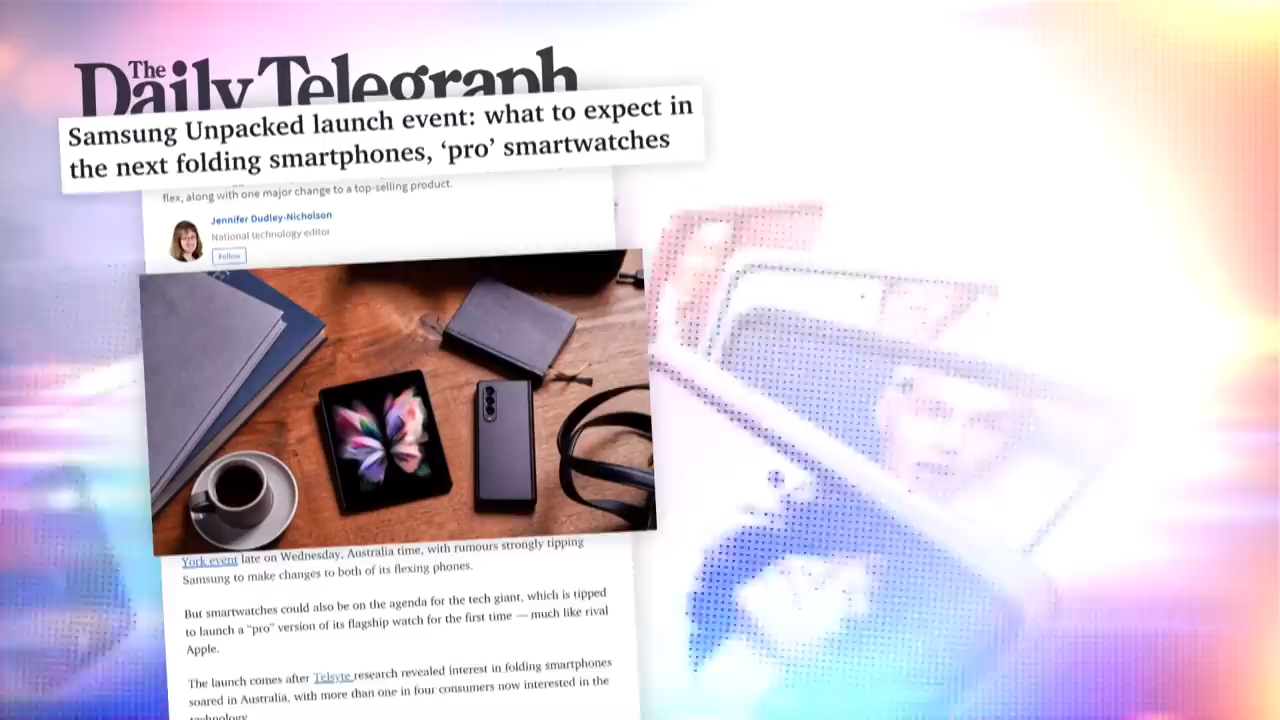 The
Daily Telegraph
Samsung Unpacked launch event: what to expect in
the next folding smartphones, ‘pro’ smartwatches
flex, along with one major change to a top-selling product.
Jennifer Dudley-Nicholson
National technology editor
Follow
York event late on Wednesday, Australia time, with rumours strongly tipping
Samsung to make changes to both of its flexing phones.
But smartwatches could also be on the agenda for the tech giant, which is tipped
to launch a “pro” version of its flagship watch for the first time — much like rival
Apple.
The launch comes after Telsyte research revealed interest in folding smartphones
soared in Australia, with more than one in four consumers now interested in the
technology